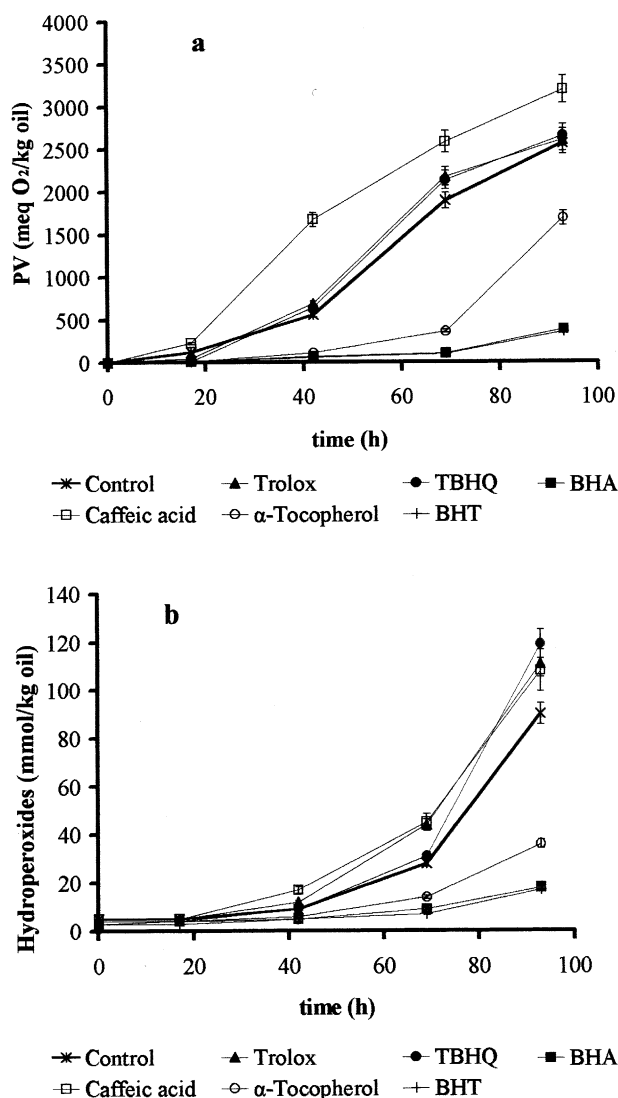 a
4000
3500
3000
2500
2000
1500
1000
500
0
PV (meq O₂/kg oil)
0 20 40 60 80 100
time (h)
Control Trolox TBHQ BHA
Caffeic acid α-Tocopherol BHT
b
140
120
100
80
60
40
20
0
Hydroperoxides (mmol/kg oil)
0 20 40 60 80 100
time (h)
Control Trolox TBHQ BHA
Caffeic acid α-Tocopherol BHT